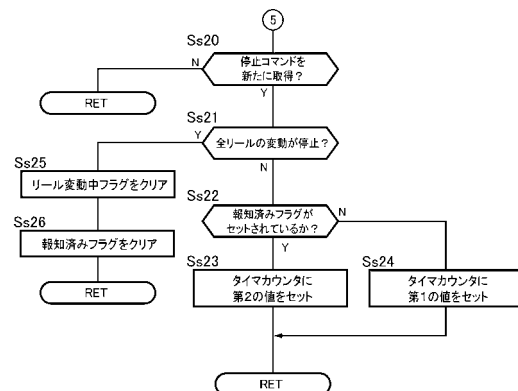 5
Ss20
停止コマンドを
新たに取得？
N
Y
RET
Ss21
全リールの変動が停止？
Y
N
Ss25
リール変動中フラグをクリア
Ss26
報知済みフラグをクリア
RET
Ss22
報知済みフラグが
セットされているか？
N
Y
Ss23
タイマカウンタに
第2の値をセット
Ss24
タイマカウンタに
第1の値をセット
RET